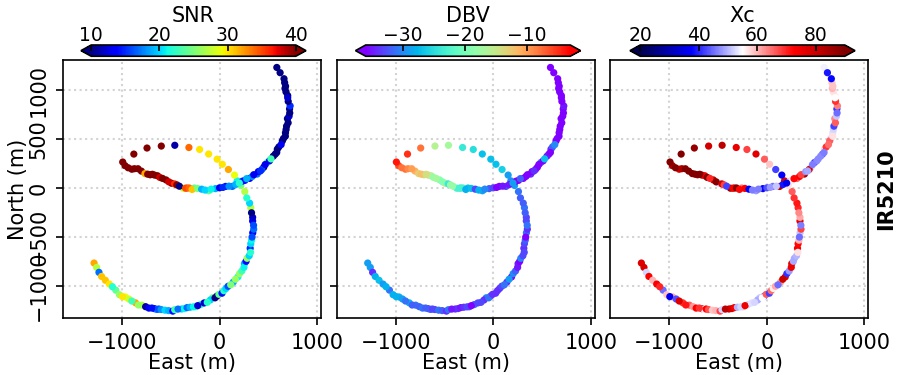 SNR DBV Xc
10 20 30 40 −30 −20 −10 20 40 60 80
1000
500
0
−500
−1000
North (m)
IR5210
−1000 0 1000 −1000 0 1000 −1000 0 1000
East (m) East (m) East (m)